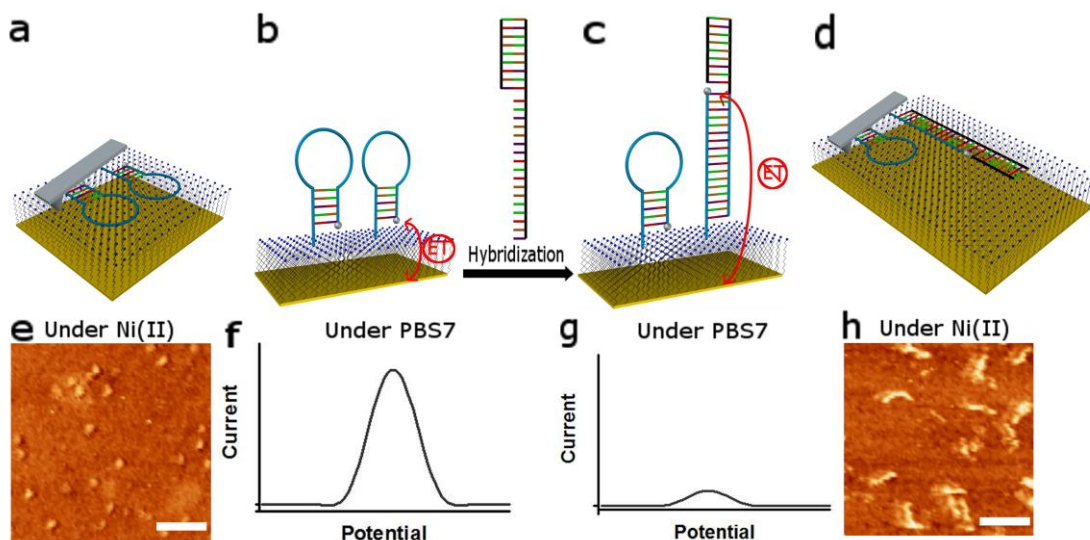 a
b
c
d
ET
Hybridization
ET
e Under Ni(II)
f Under PBS7
g Under PBS7
h Under Ni(II)
Current
Potential
Current
Potential